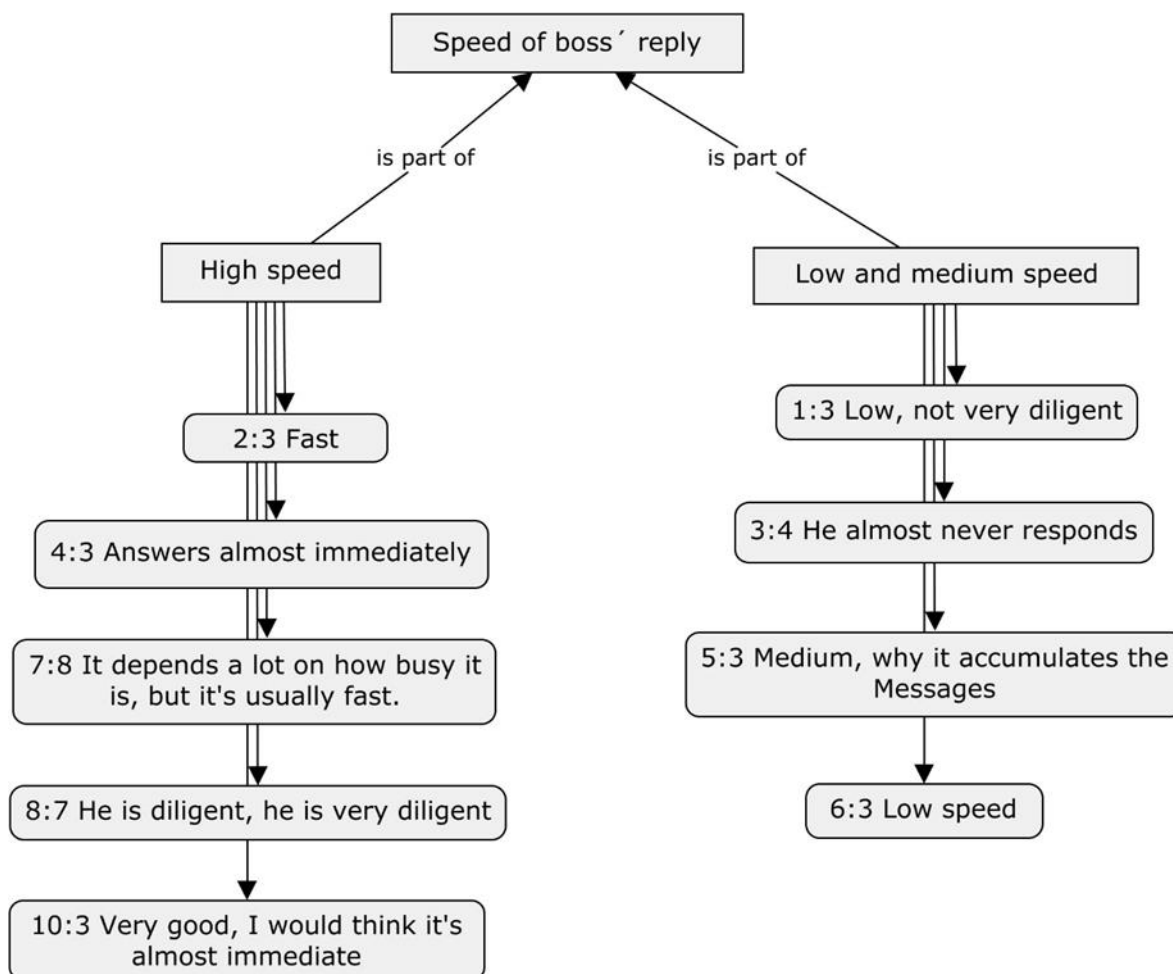 Speed of boss´ reply
is part of
is part of
High speed
Low and medium speed
2:3 Fast
4:3 Answers almost immediately
7:8 It depends a lot on how busy it
is, but it's usually fast.
8:7 He is diligent, he is very diligent
10:3 Very good, I would think it's
almost immediate
1:3 Low, not very diligent
3:4 He almost never responds
5:3 Medium, why it accumulates the
Messages
6:3 Low speed